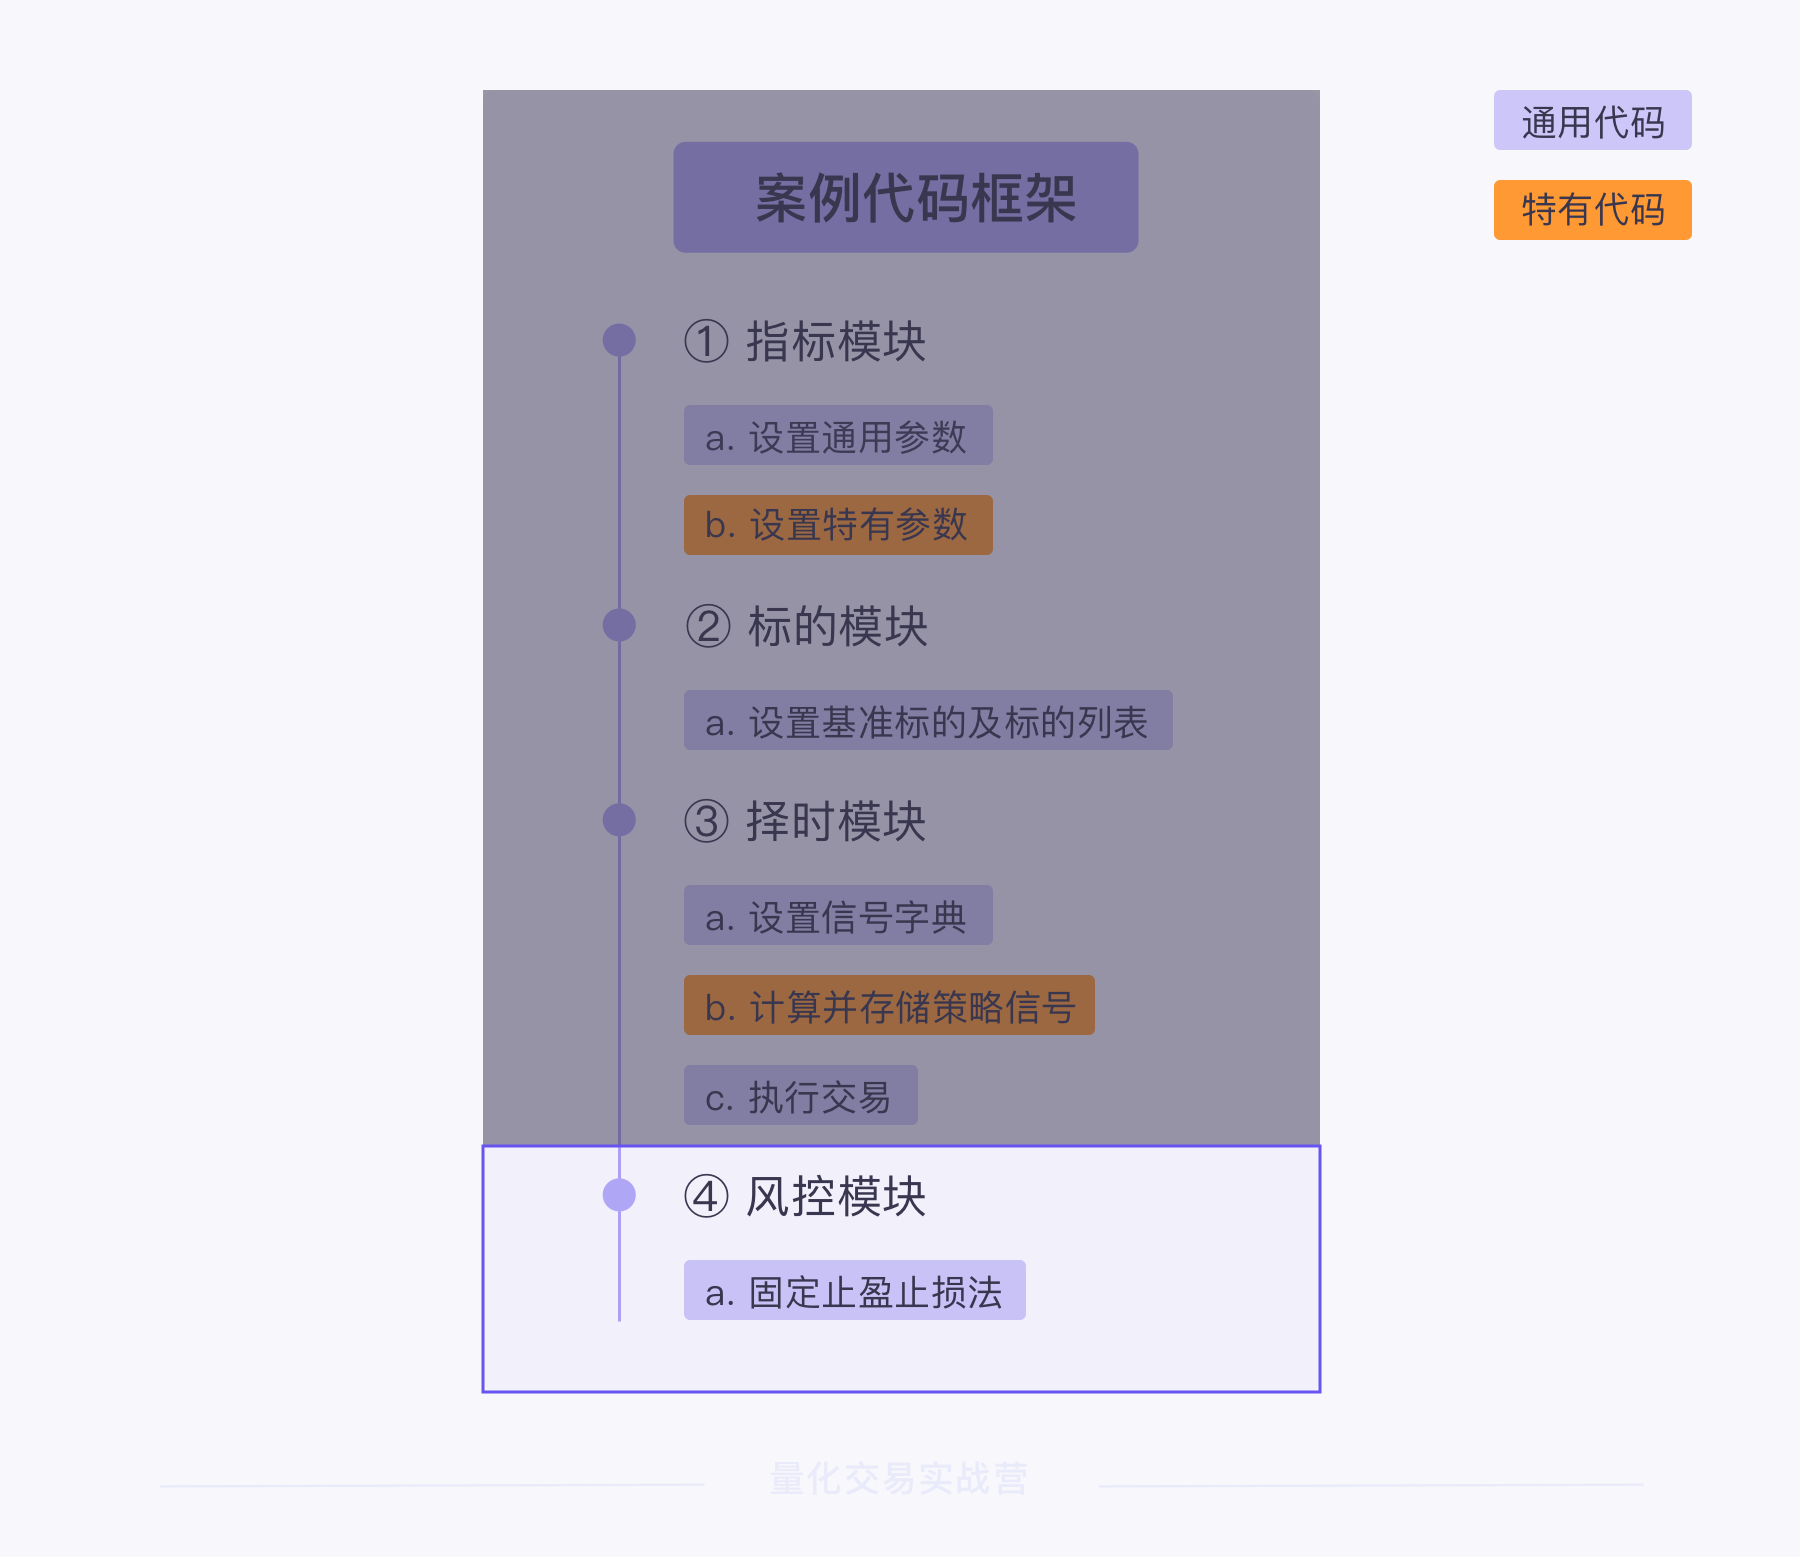 案例代码框架
通用代码
特有代码
① 指标模块
a. 设置通用参数
b. 设置特有参数
② 标的模块
a. 设置基准标的及标的列表
③ 择时模块
a. 设置信号字典
b. 计算并存储策略信号
c. 执行交易
④ 风控模块
a. 固定止盈止损法
量化交易实战营